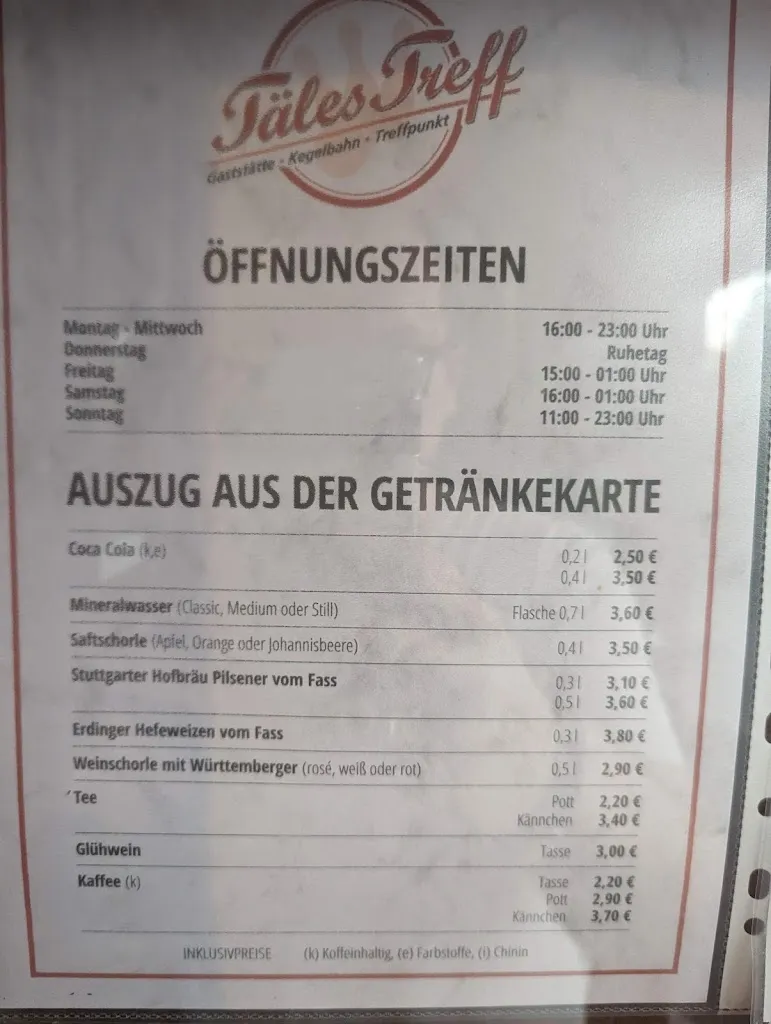 Täles Treff
Gaststätte • Kegelbahn • Treffpunkt
ÖFFNUNGSZEITEN
Montag - Mittwoch 16:00 - 23:00 Uhr
Donnerstag Ruhetag
Freitag 15:00 - 01:00 Uhr
Samstag 16:00 - 01:00 Uhr
Sonntag 11:00 - 23:00 Uhr
AUSZUG AUS DER GETRÄNKEKARTE
Coca Cola (k,e) 0,2 l 2,50 €
0,4 l 3,50 €
Mineralwasser (Classic, Medium oder Still) Flasche 0,7 l 3,60 €
Saftschorle (Apfel, Orange oder Johannisbeere) 0,4 l 3,50 €
Stuttgarter Hofbräu Pilsener vom Fass 0,3 l 3,10 €
0,5 l 3,60 €
Erdinger Hefeweizen vom Fass 0,3 l 3,80 €
Weinschorle mit Württemberger (rosé, weiß oder rot) 0,5 l 2,90 €
Tee Pott 2,20 €
Kännchen 3,40 €
Glühwein Tasse 3,00 €
Kaffee (k) Tasse 2,20 €
Pott 2,90 €
Kännchen 3,70 €
INKLUSIVPREISE (k) Koffeinhaltig, (e) Farbstoffe, (i) Chinin